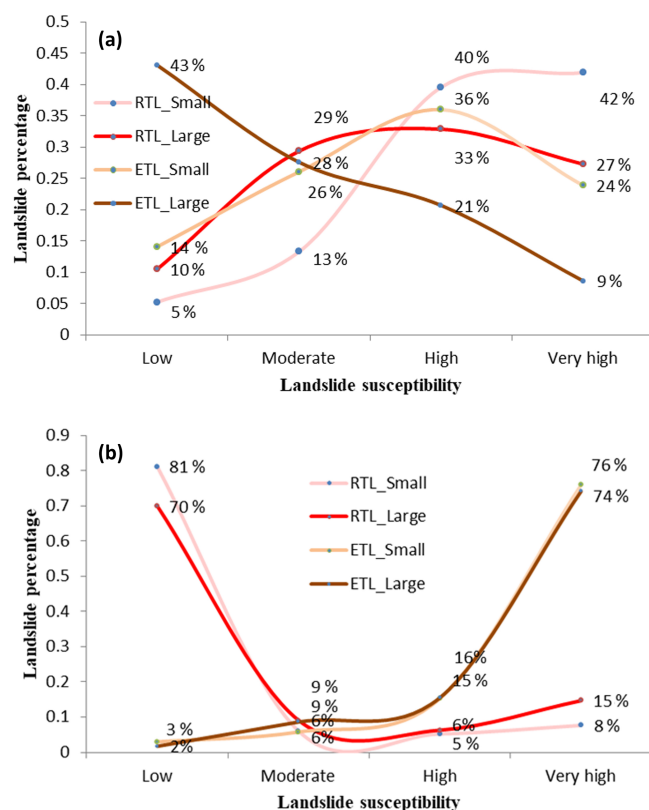 (a)
Landslide percentage
0.5
0.45
0.4
0.35
0.3
0.25
0.2
0.15
0.1
0.05
0
RTL_Small
RTL_Large
ETL_Small
ETL_Large
43 %
14 %
10 %
5 %
29 %
28 %
26 %
13 %
40 %
36 %
33 %
21 %
42 %
27 %
24 %
9 %
Low
Moderate
High
Very high
Landslide susceptibility
(b)
Landslide percentage
0.9
0.8
0.7
0.6
0.5
0.4
0.3
0.2
0.1
0
RTL_Small
RTL_Large
ETL_Small
ETL_Large
81 %
70 %
3 %
2%
9 %
9 %
6%
6%
16%
15%
6%
5 %
76 %
74 %
15 %
8 %
Low
Moderate
High
Very high
Landslide susceptibility